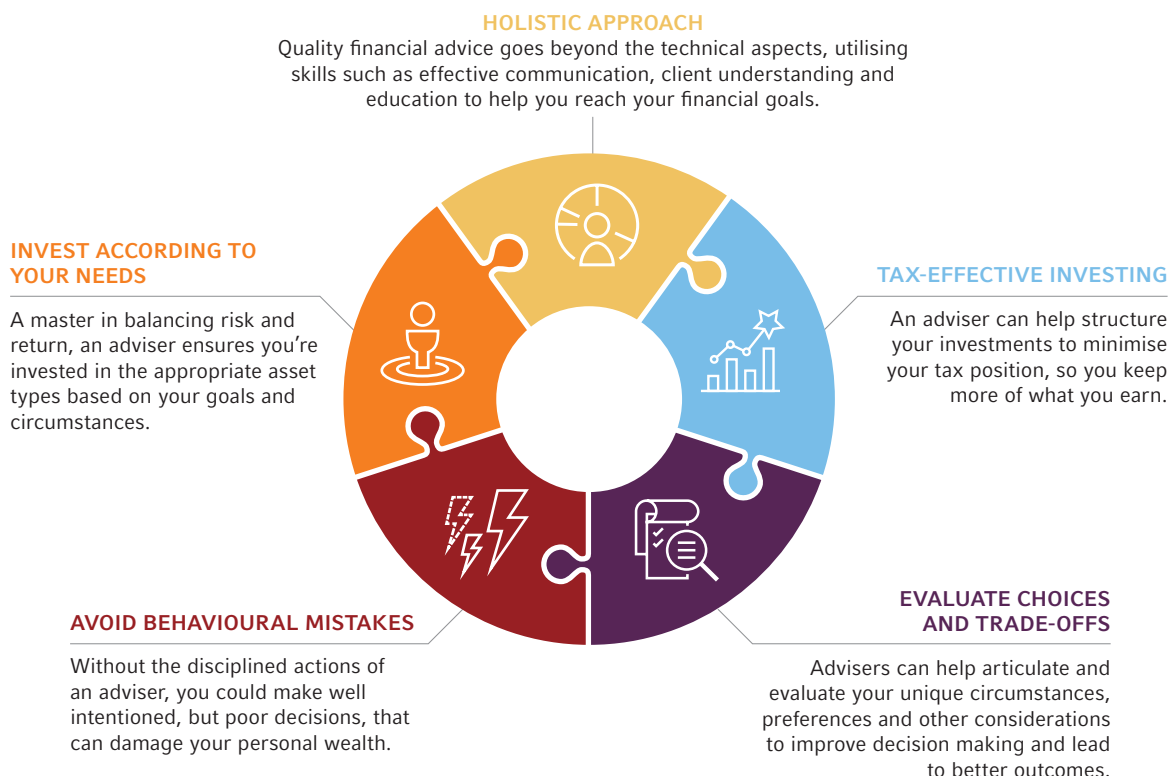 HOLISTIC APPROACH
Quality financial advice goes beyond the technical aspects, utilising
skills such as effective communication, client understanding and
education to help you reach your financial goals.
INVEST ACCORDING TO
YOUR NEEDS
A master in balancing risk and
return, an adviser ensures you’re
invested in the appropriate asset
types based on your goals and
circumstances.
TAX-EFFECTIVE INVESTING
An adviser can help structure
your investments to minimise
your tax position, so you keep
more of what you earn.
AVOID BEHAVIOURAL MISTAKES
Without the disciplined actions of
an adviser, you could make well
intentioned, but poor decisions, that
can damage your personal wealth.
EVALUATE CHOICES
AND TRADE-OFFS
Advisers can help articulate and
evaluate your unique circumstances,
preferences and other considerations
to improve decision making and lead
to better outcomes.